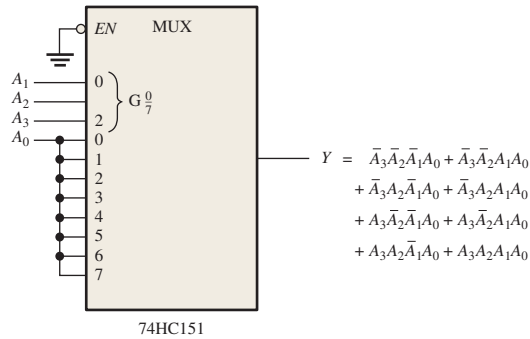 EN MUX
A₁ 0
A₂ G 0/7
A₃ 2
A₀ 0
1
2
3
4
5
6
7
Y = A̅₃A̅₂A̅₁A₀ + A̅₃A̅₂A₁A₀
+ A̅₃A₂A̅₁A₀ + A̅₃A₂A₁A₀
+ A₃A̅₂A̅₁A₀ + A₃A̅₂A₁A₀
+ A₃A₂A̅₁A₀ + A₃A₂A₁A₀
74HC151